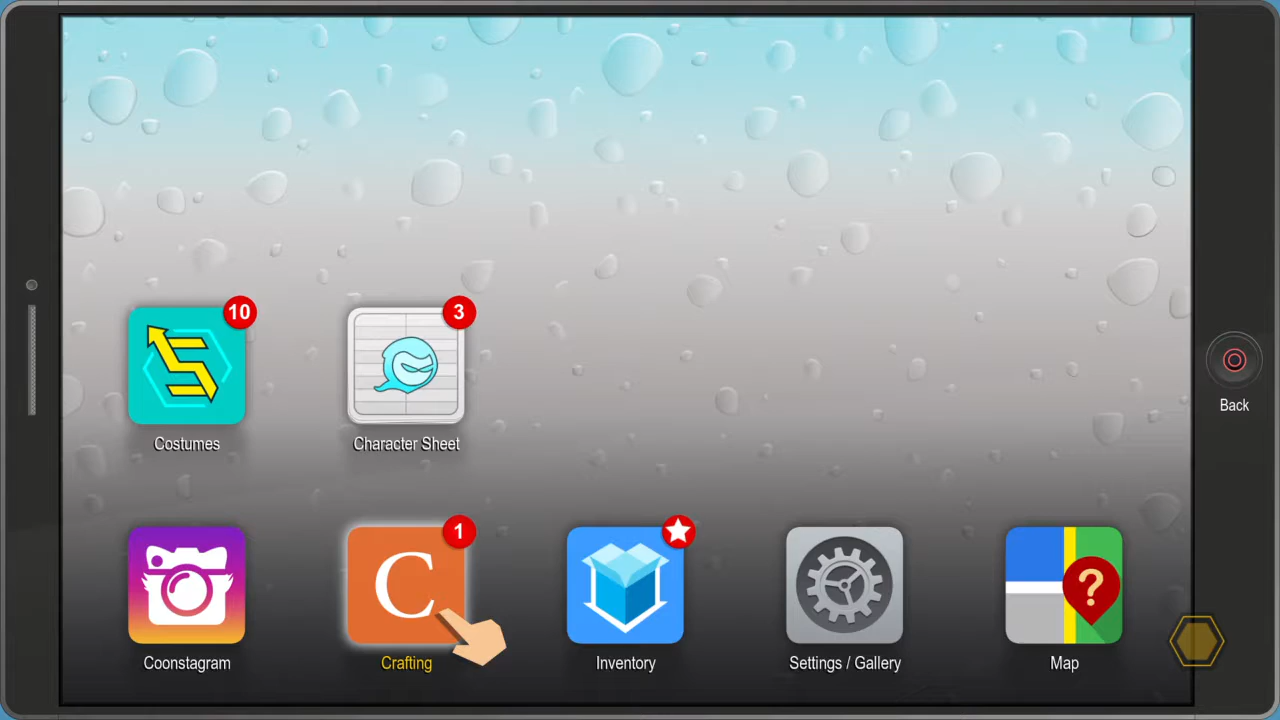 10
3
Costumes
Character Sheet
Back
1
C
?
Coonstagram
Crafting
Inventory
Settings / Gallery
Map